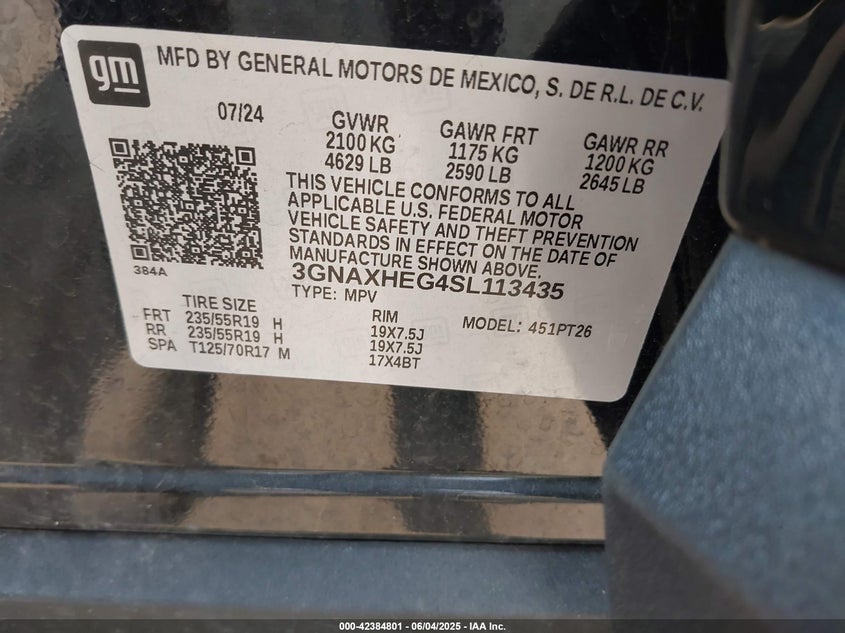 gm
MFD BY GENERAL MOTORS DE MEXICO, S. DE R.L. DE C.V.
07/24
GVWR
2100 KG
4629 LB
GAWR FRT
1175 KG
2590 LB
GAWR RR
1200 KG
2645 LB
THIS VEHICLE CONFORMS TO ALL
APPLICABLE U.S. FEDERAL MOTOR
VEHICLE SAFETY AND THEFT PREVENTION
STANDARDS IN EFFECT ON THE DATE OF
MANUFACTURE SHOWN ABOVE.
384A
3GNAXHEG4SL113435
TYPE: MPV
MODEL: 451PT26
TIRE SIZE RIM
FRT 235/55R19 H 19X7.5J
RR 235/55R19 H 19X7.5J
SPA T125/70R17 M 17X4BT
000-42384801 - 06/04/2025 - IAA Inc.